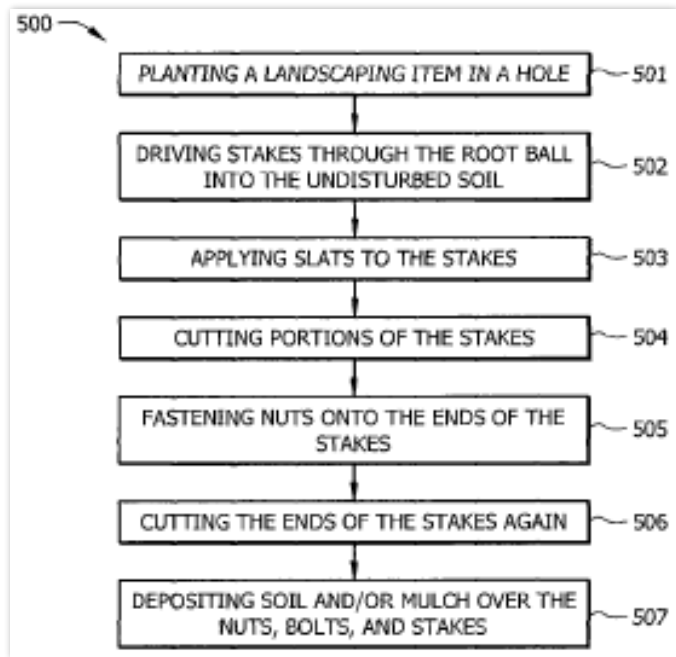 500
PLANTING A LANDSCAPING ITEM IN A HOLE 501
DRIVING STAKES THROUGH THE ROOT BALL
INTO THE UNDISTURBED SOIL 502
APPLYING SLATS TO THE STAKES 503
CUTTING PORTIONS OF THE STAKES 504
FASTENING NUTS ONTO THE ENDS OF THE
STAKES 505
CUTTING THE ENDS OF THE STAKES AGAIN 506
DEPOSITING SOIL AND/OR MULCH OVER THE
NUTS, BOLTS, AND STAKES 507